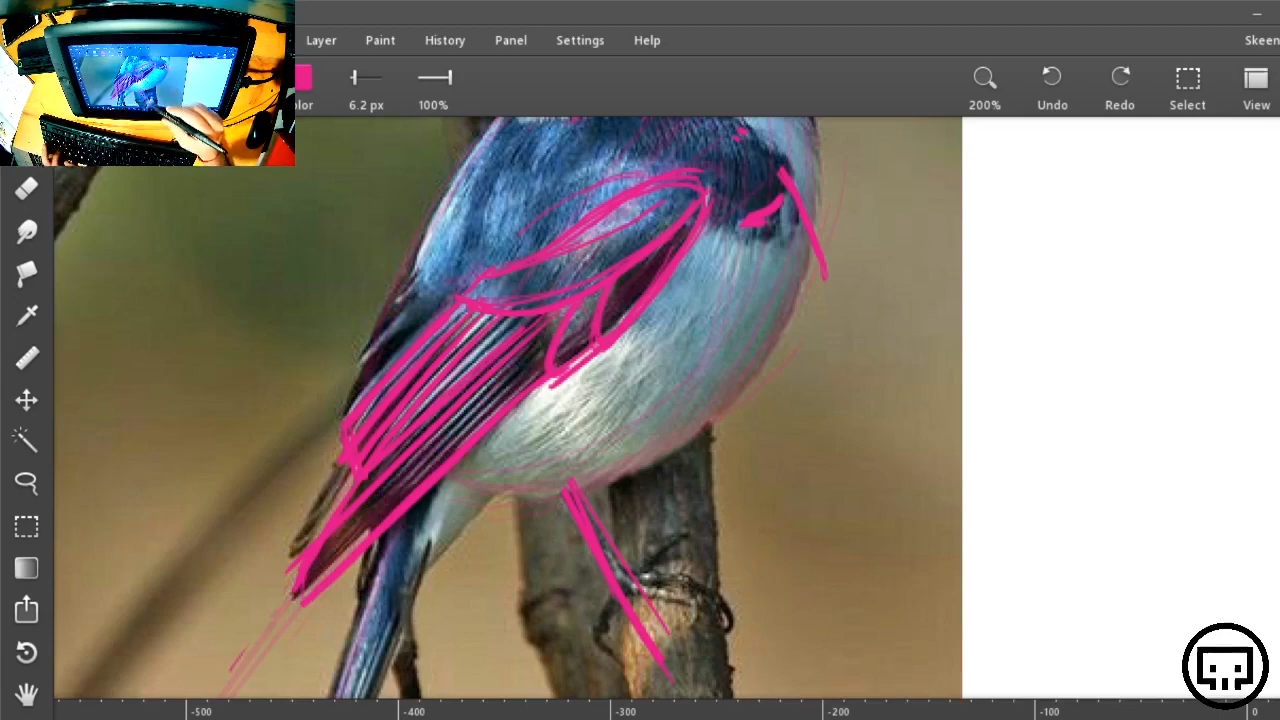 Layer Paint History Panel Settings Help Skeen
olor 6.2 px 100% 200% Undo Redo Select View
-500 -400 -300 -200 -100 0